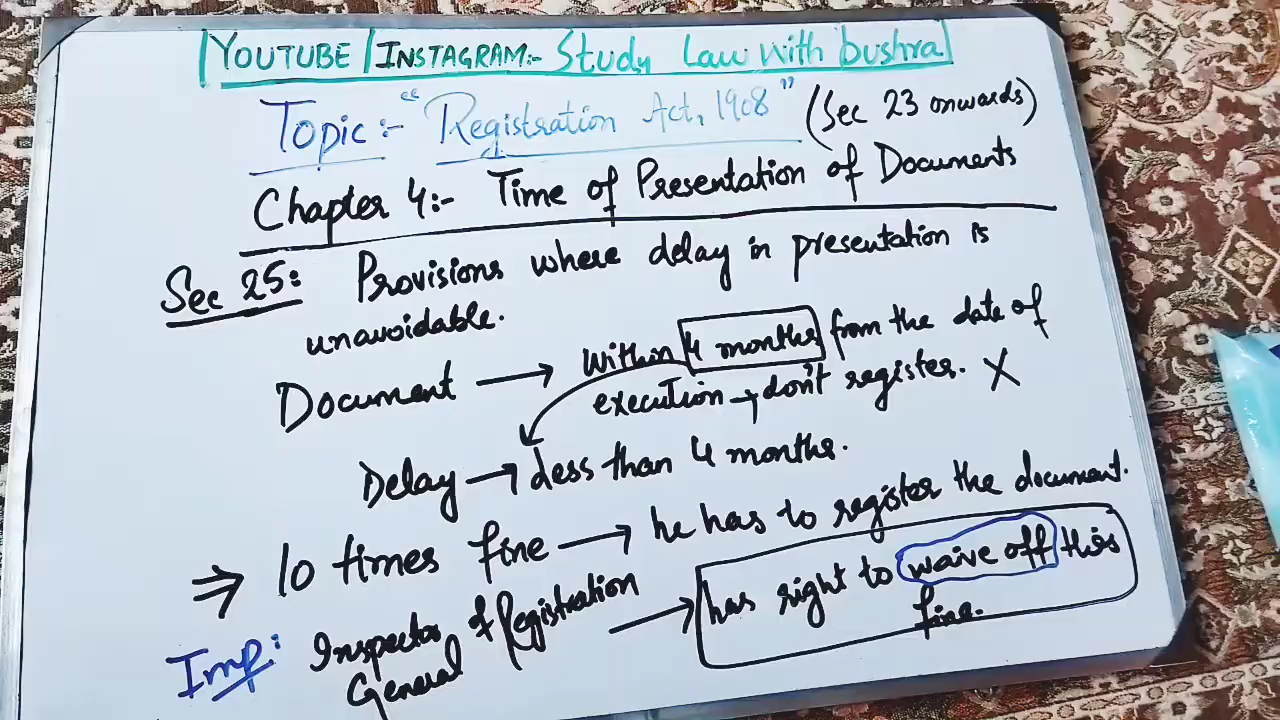 YOUTUBE | INSTAGRAM:- Study Law with bushra
Topic:- "Registration Act, 1908" (Sec 23 onwards)
Chapter 4:- Time of Presentation of Documents
Sec 25: Provisions where delay in presentation is
unavoidable.
Document → Within 4 months from the date of
execution → don't register. X
Delay → Less than 4 months.
⇒ 10 times fine → he has to register the document.
Imp: Inspector General of Registration → has right to waive off this
fine.